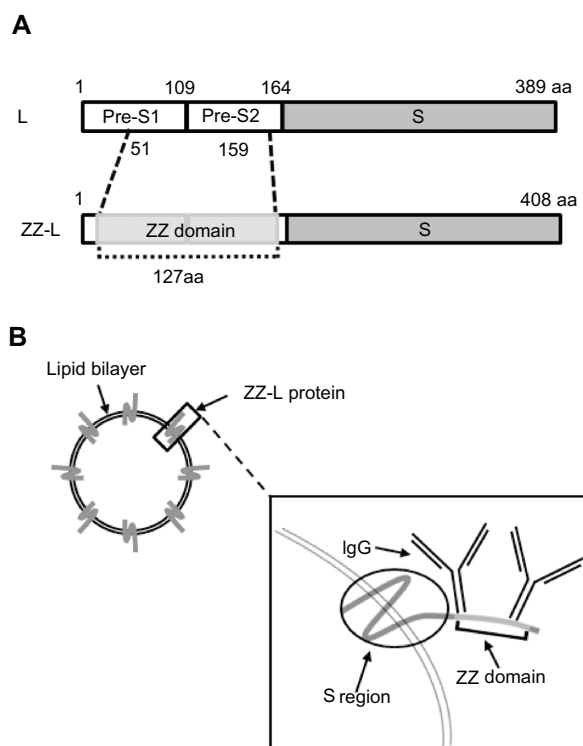 A
1 109 164 389 aa
L Pre-S1 Pre-S2 S
51 159
1 408 aa
ZZ-L ZZ domain S
127aa
B
Lipid bilayer
ZZ-L protein
IgG
ZZ domain
S region